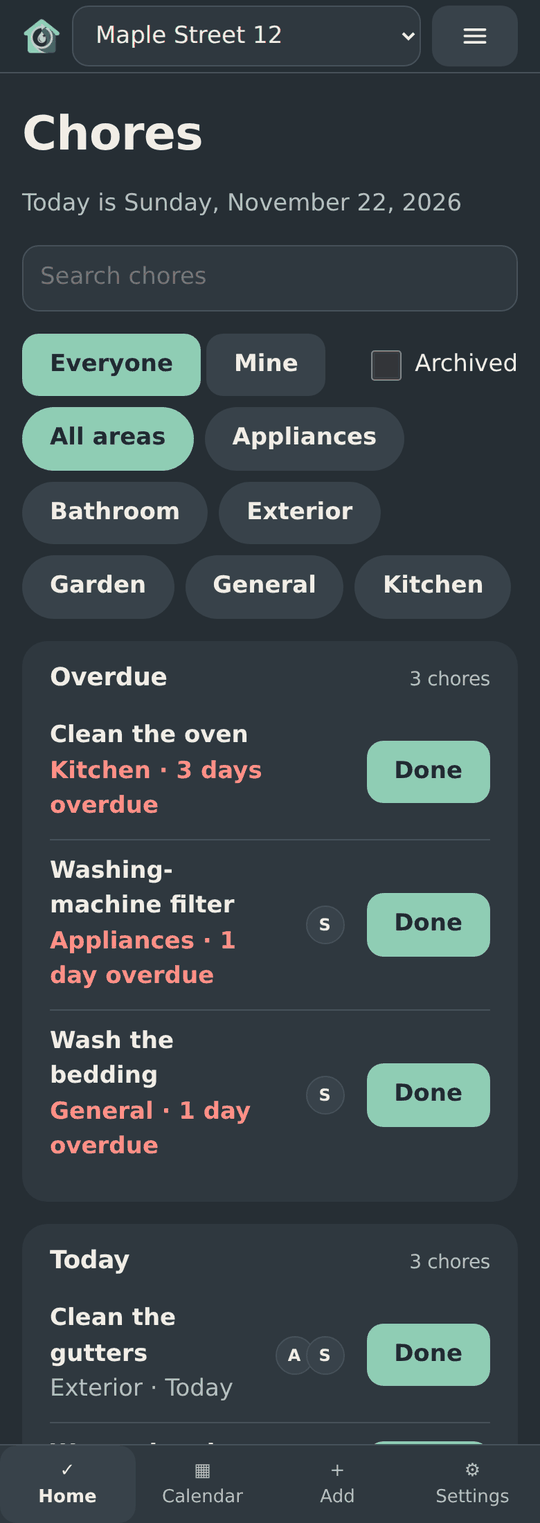 Maple Street 12
Chores
Today is Sunday, November 22, 2026
Search chores
Everyone
Mine
Archived
All areas
Appliances
Bathroom
Exterior
Garden
General
Kitchen
Overdue
3 chores
Clean the oven
Kitchen · 3 days
overdue
Done
Washing-
machine filter
Appliances · 1
day overdue
S
Done
Wash the
bedding
General · 1 day
overdue
S
Done
Today
3 chores
Clean the
gutters
Exterior · Today
A
S
Done
Home
Calendar
Add
Settings